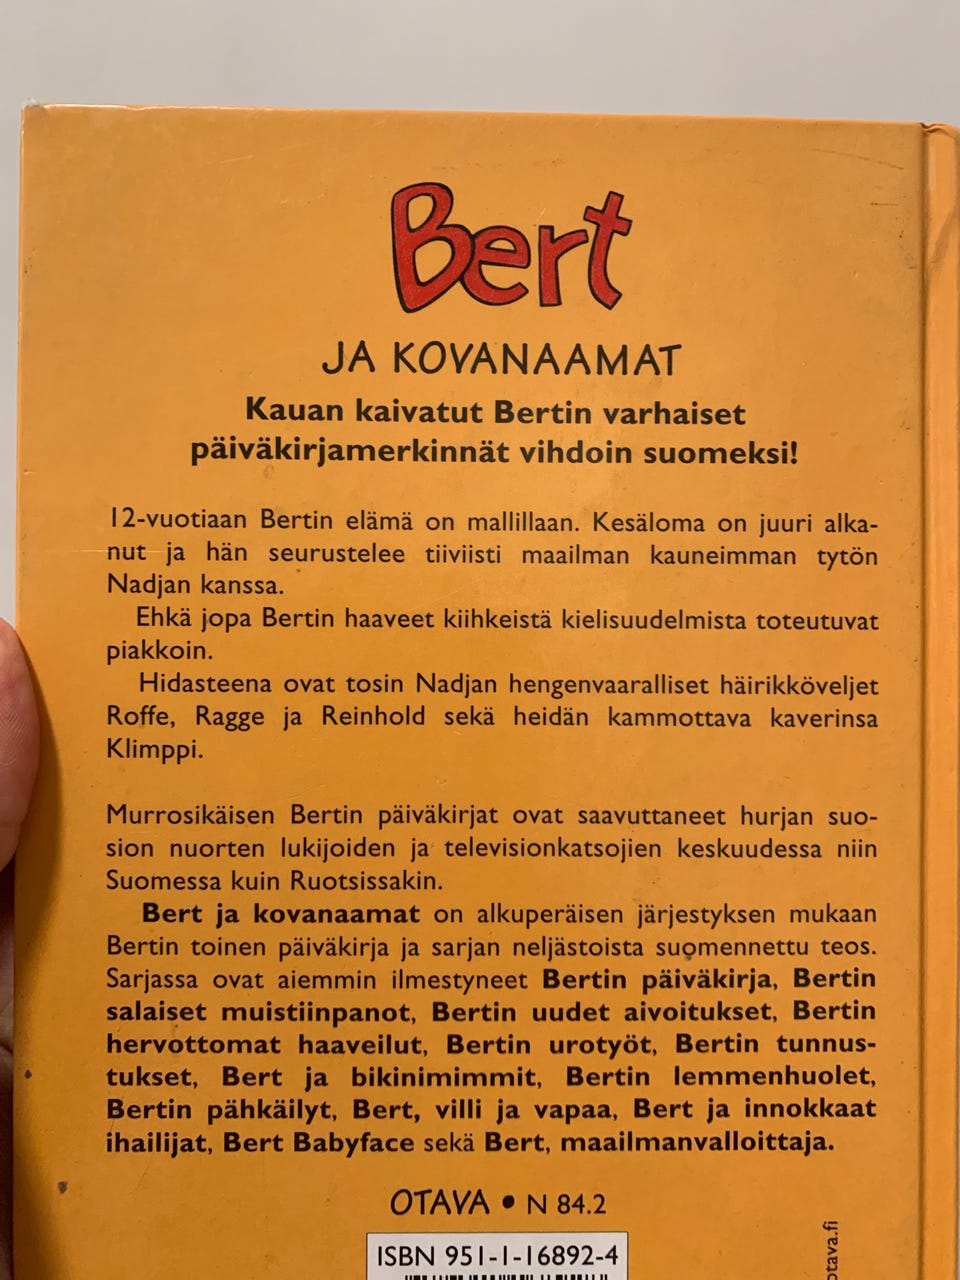 Bert
JA KOVANAAMAT
Kauan kaivatut Bertin varhaiset
päiväkirjamerkinnät vihdoin suomeksi!
12-vuotiaan Bertin elämä on mallillaan. Kesäloma on juuri alka-
nut ja hän seurustelee tiiviisti maailman kauneimman tytön
Nadjan kanssa.
Ehkä jopa Bertin haaveet kiihkeistä kielisuudelmista toteutuvat
piakkoin.
Hidasteena ovat tosin Nadjan hengenvaaralliset häirikköveljet
Roffe, Ragge ja Reinhold sekä heidän kammottava kaverinsa
Klimppi.
Murrosikäisen Bertin päiväkirjat ovat saavuttaneet hurjan suo-
sion nuorten lukijoiden ja televisionkatsojien keskuudessa niin
Suomessa kuin Ruotsissakin.
Bert ja kovanaamat on alkuperäisen järjestyksen mukaan
Bertin toinen päiväkirja ja sarjan neljästoista suomennettu teos.
Sarjassa ovat aiemmin ilmestyneet Bertin päiväkirja, Bertin
salaiset muistiinpanot, Bertin uudet aivoitukset, Bertin
hervottomat haaveilut, Bertin urotyöt, Bertin tunnus-
tukset, Bert ja bikinimimmit, Bertin lemmenhuolet,
Bertin pähkäilyt, Bert, villi ja vapaa, Bert ja innokkaat
ihailijat, Bert Babyface sekä Bert, maailmanvalloittaja.
OTAVA • N 84.2
ISBN 951-1-16892-4
otava.fi